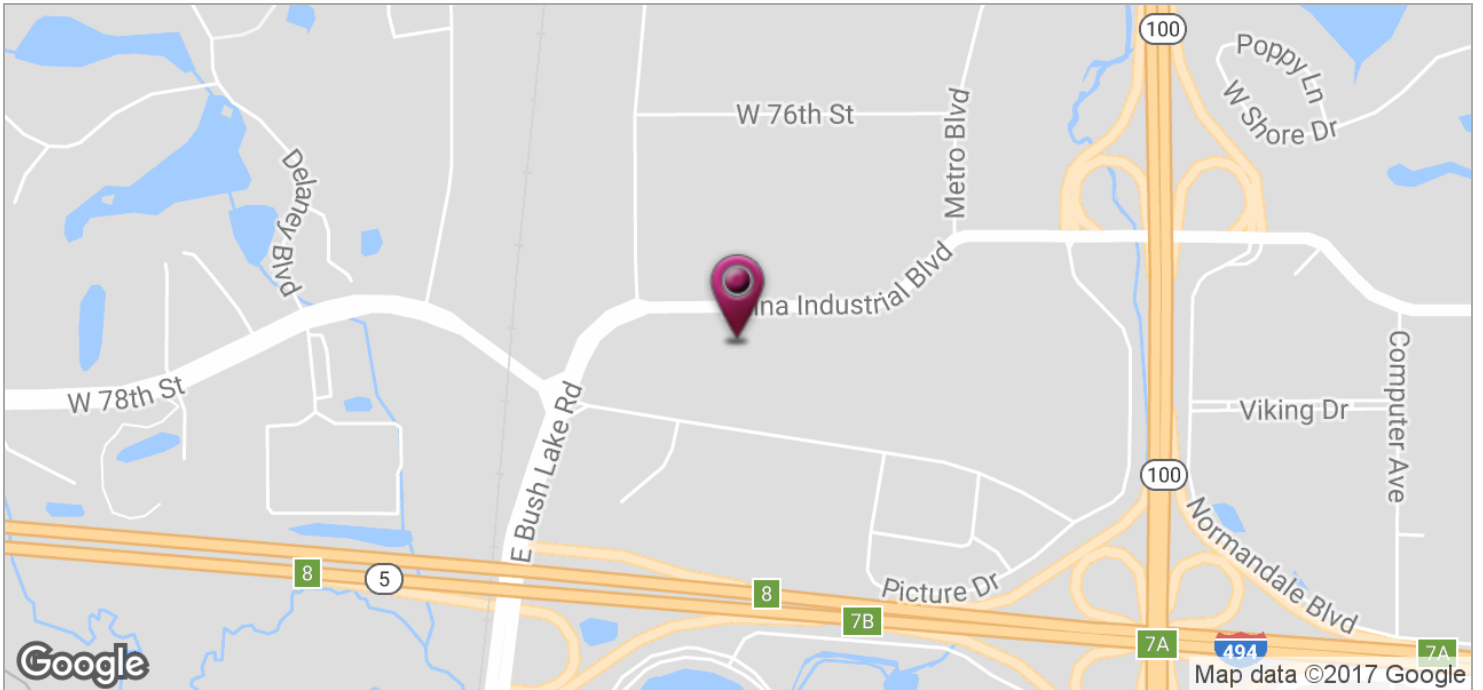 100
Poppy Ln
W Shore Dr
W 76th St
Metro Blvd
Delaney Blvd
Industrial Blvd
W 78th St
E Bush Lake Rd
Computer Ave
Viking Dr
100
Normandale Blvd
8
5
8
Picture Dr
7B
7A
494
7A
Google
Map data ©2017 Google